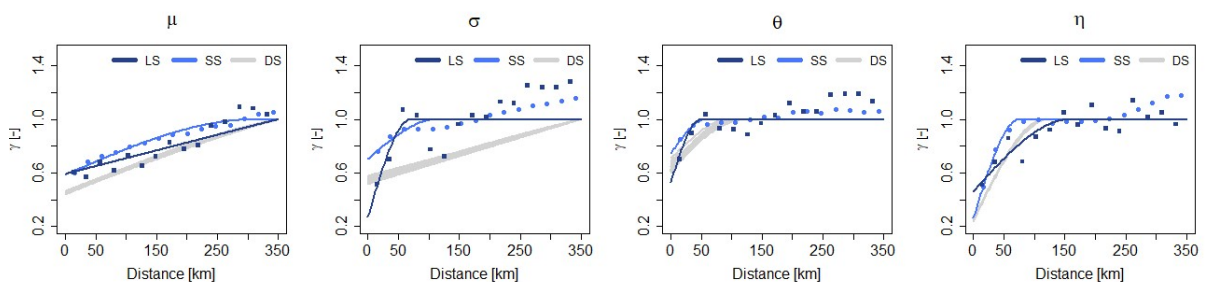 μ
LS SS DS
γ [-]
0.2 0.6 1.0 1.4
0 50 150 250 350
Distance [km]
σ
LS SS DS
γ [-]
0.2 0.6 1.0 1.4
0 50 150 250 350
Distance [km]
θ
LS SS DS
γ [-]
0.2 0.6 1.0 1.4
0 50 150 250 350
Distance [km]
η
LS SS DS
γ [-]
0.2 0.6 1.0 1.4
0 50 150 250 350
Distance [km]